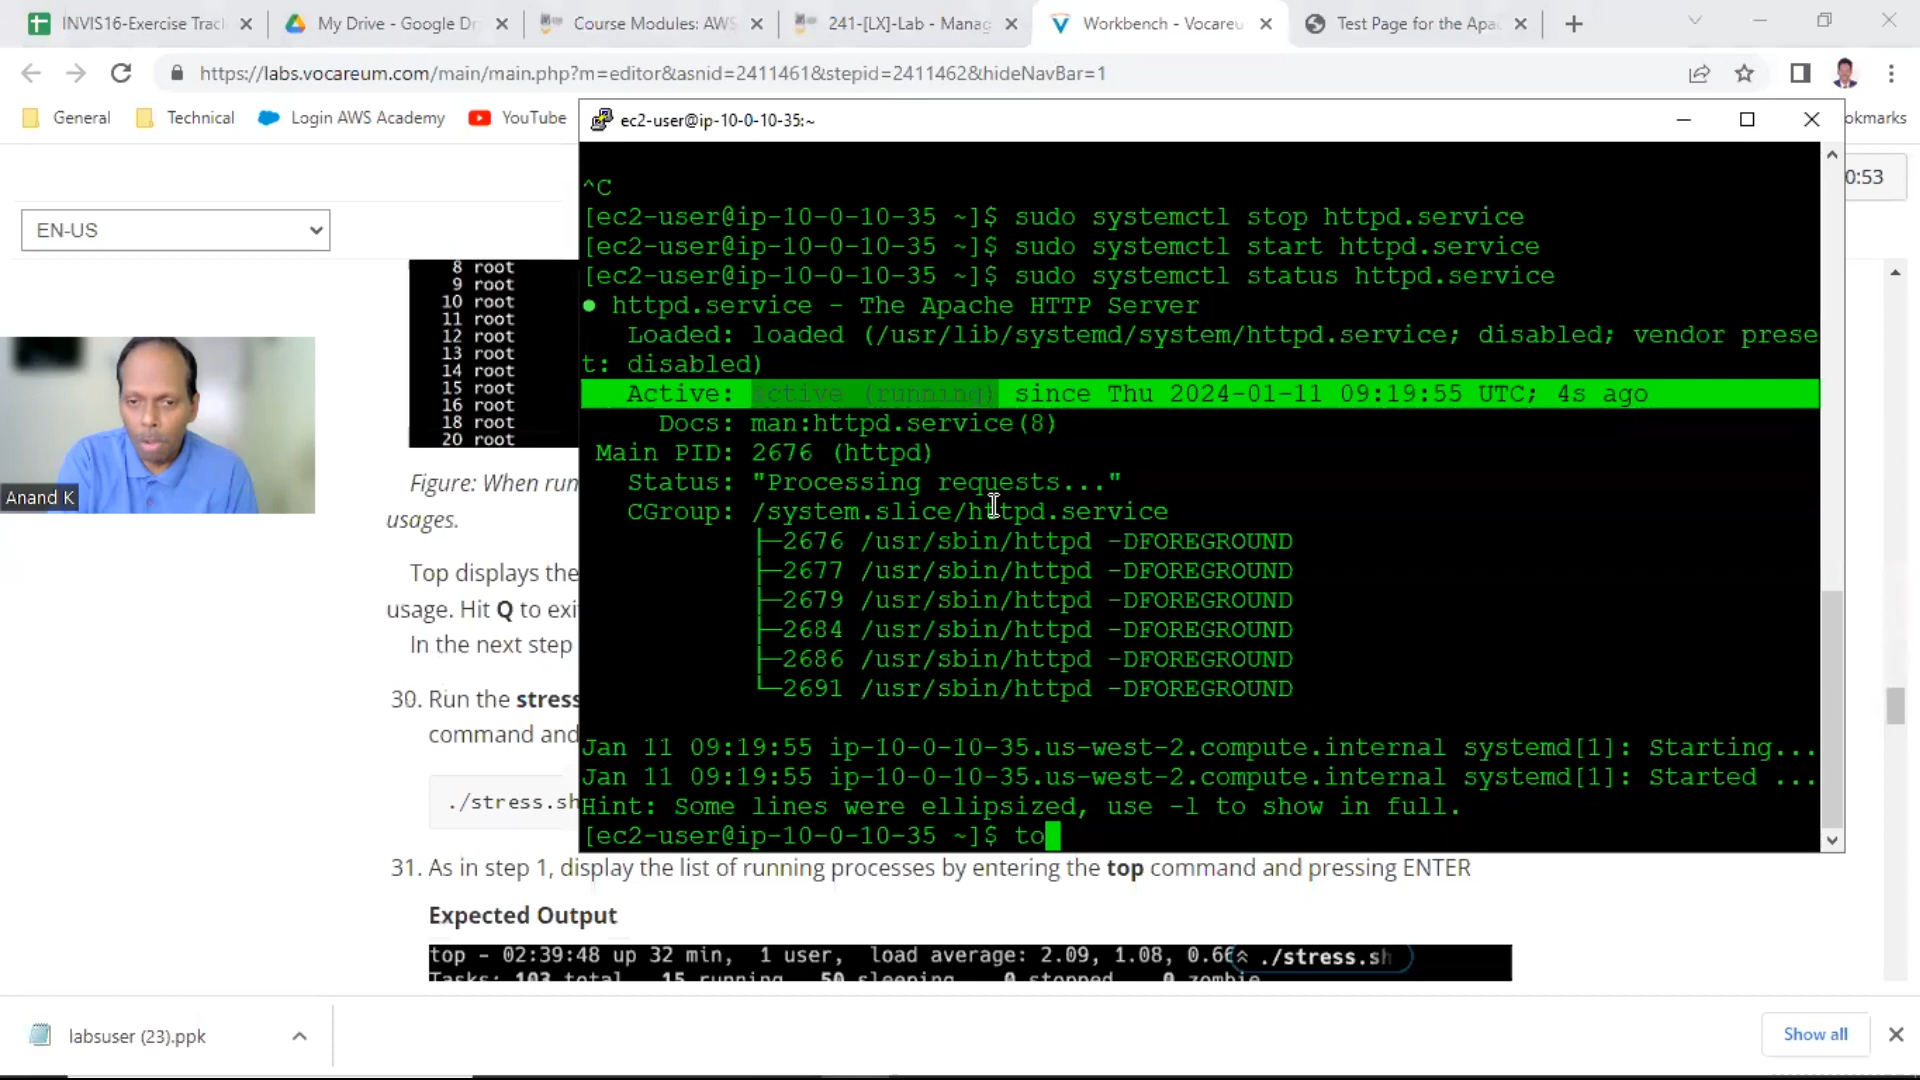 INVIS16-Exercise Track
My Drive - Google Dr
Course Modules: AWS
241-[LX]-Lab - Manag
Workbench - Vocareu
Test Page for the Apac
https://labs.vocareum.com/main/main.php?m=editor&asnid=2411461&stepid=2411462&hideNavBar=1
General
Technical
Login AWS Academy
YouTube
okmarks
ec2-user@ip-10-0-10-35:~
0:53
EN-US
^C
[ec2-user@ip-10-0-10-35 ~]$ sudo systemctl stop httpd.service
[ec2-user@ip-10-0-10-35 ~]$ sudo systemctl start httpd.service
[ec2-user@ip-10-0-10-35 ~]$ sudo systemctl status httpd.service
● httpd.service - The Apache HTTP Server
Loaded: loaded (/usr/lib/systemd/system/httpd.service; disabled; vendor prese
t: disabled)
Active: active (running) since Thu 2024-01-11 09:19:55 UTC; 4s ago
Docs: man:httpd.service(8)
Main PID: 2676 (httpd)
Status: "Processing requests..."
CGroup: /system.slice/httpd.service
├─2676 /usr/sbin/httpd -DFOREGROUND
├─2677 /usr/sbin/httpd -DFOREGROUND
├─2679 /usr/sbin/httpd -DFOREGROUND
├─2684 /usr/sbin/httpd -DFOREGROUND
├─2686 /usr/sbin/httpd -DFOREGROUND
└─2691 /usr/sbin/httpd -DFOREGROUND
Jan 11 09:19:55 ip-10-0-10-35.us-west-2.compute.internal systemd[1]: Starting...
Jan 11 09:19:55 ip-10-0-10-35.us-west-2.compute.internal systemd[1]: Started ...
Hint: Some lines were ellipsized, use -l to show in full.
[ec2-user@ip-10-0-10-35 ~]$ to
8 root
9 root
10 root
11 root
12 root
13 root
14 root
15 root
16 root
18 root
20 root
Anand K
Figure: When run
usages.
Top displays the
usage. Hit Q to exi
In the next step
30. Run the stress
command and
./stress.sh
31. As in step 1, display the list of running processes by entering the top command and pressing ENTER
Expected Output
top - 02:39:48 up 32 min, 1 user, load average: 2.09, 1.08, 0.66
./stress.sh
Tasks: 103 total, 15 running, 50 sleeping, 0 stopped, 0 zombie
labsuser (23).ppk
Show all